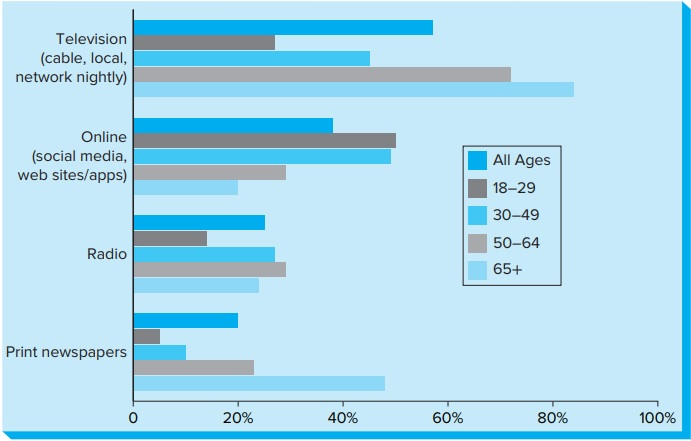 Television
(cable, local,
network nightly)
Online
(social media,
web sites/apps)
Radio
Print newspapers
All Ages
18–29
30–49
50–64
65+
0 20% 40% 60% 80% 100%